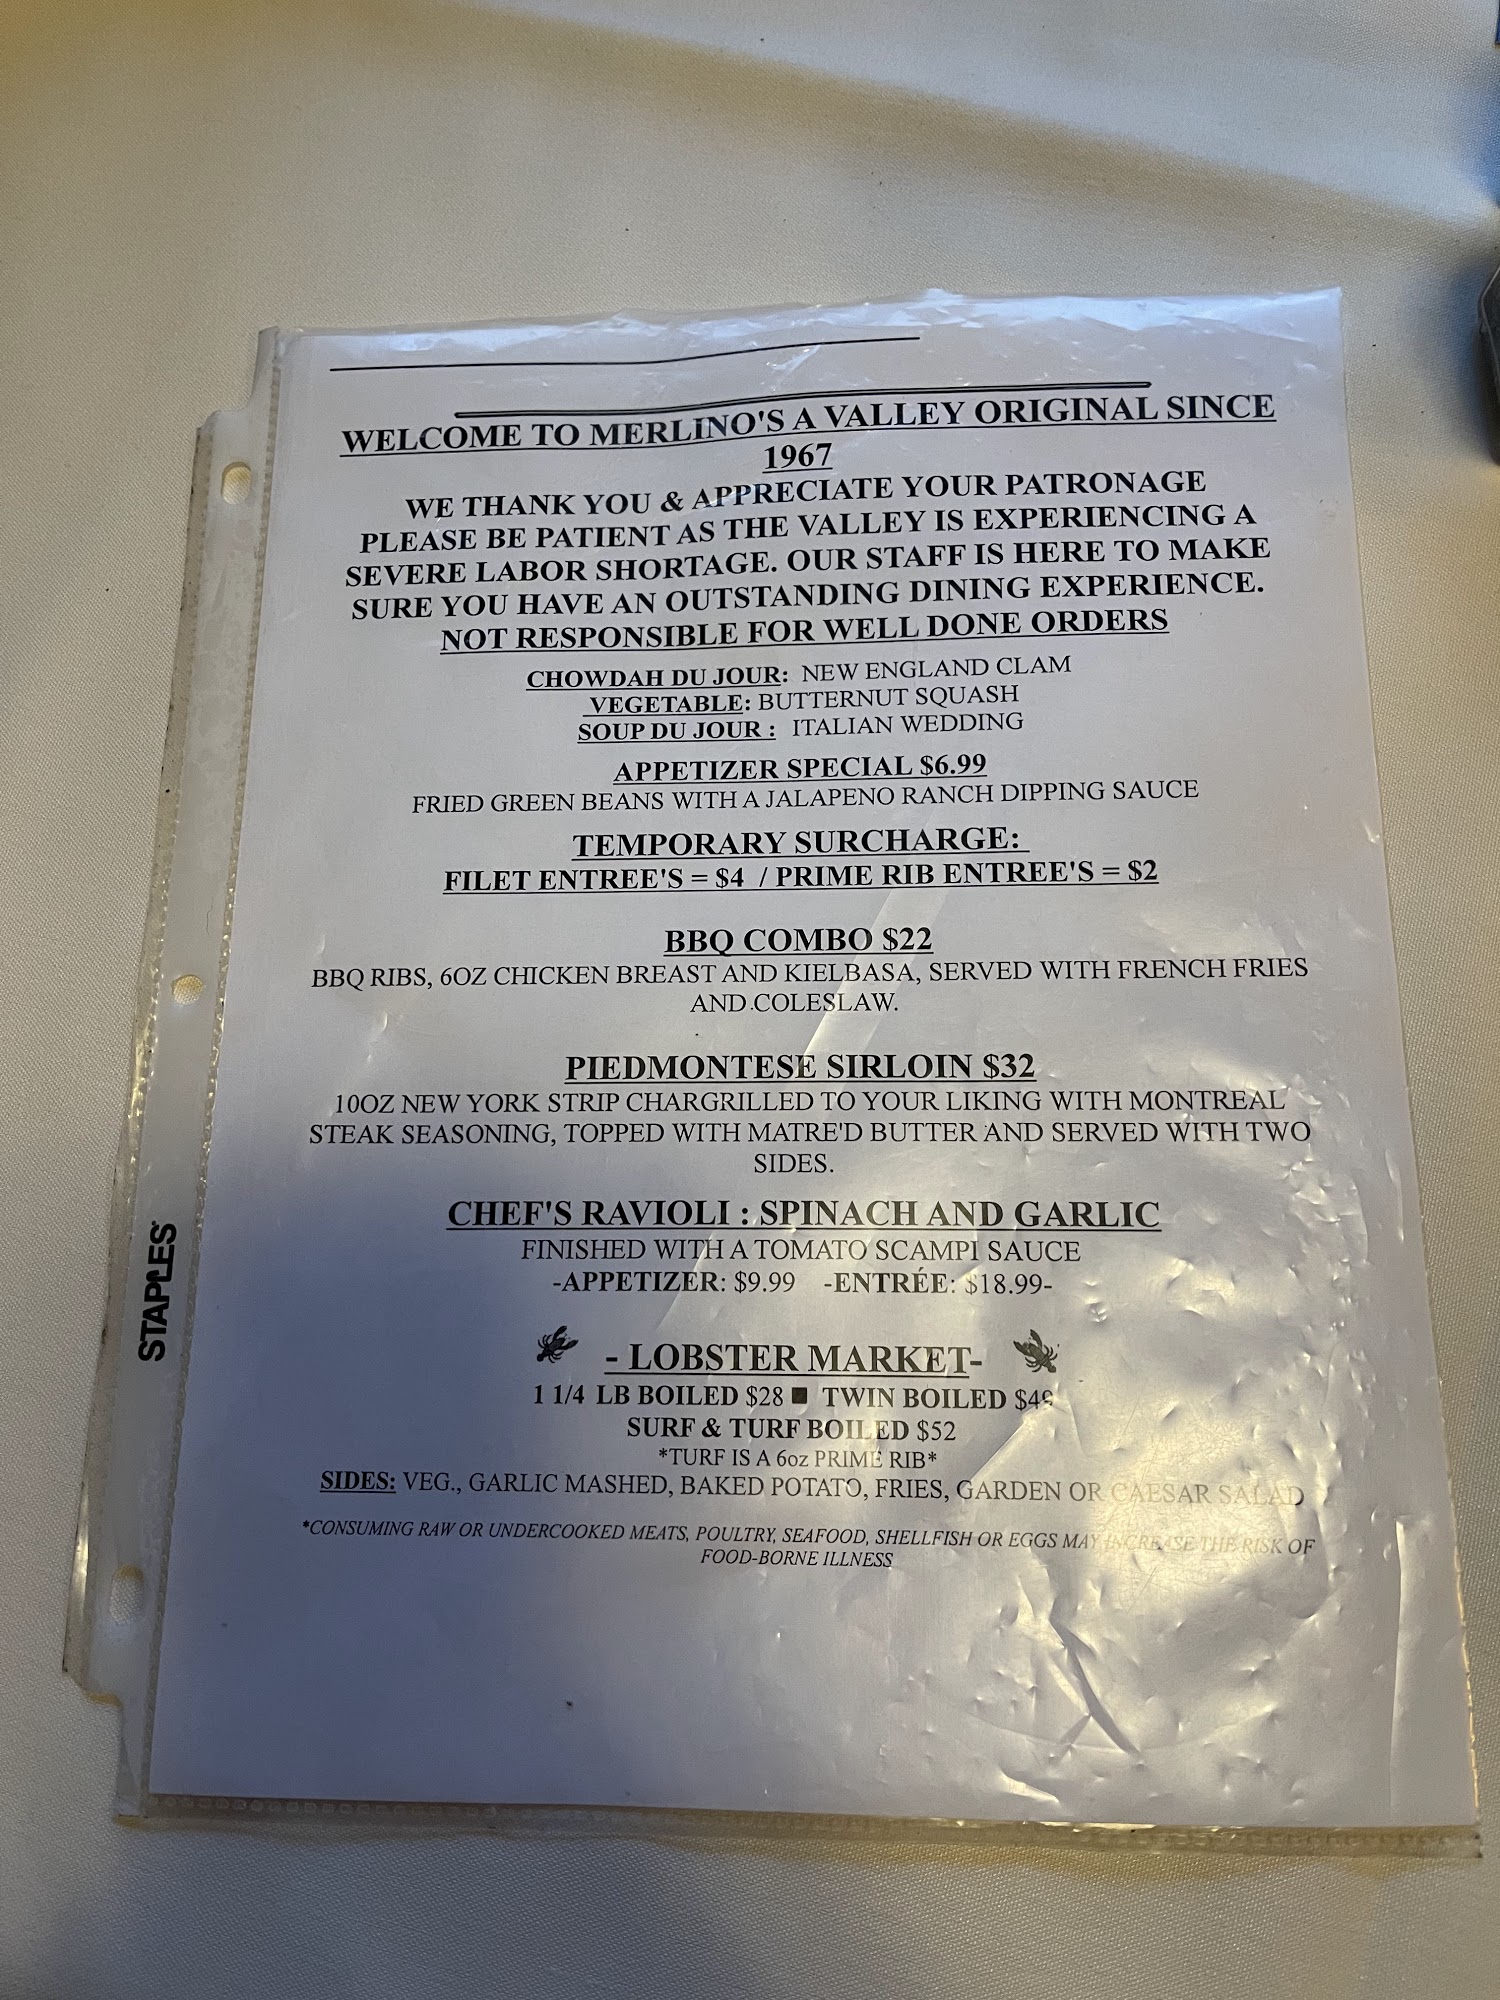 WELCOME TO MERLINO'S A VALLEY ORIGINAL SINCE
1967
WE THANK YOU & APPRECIATE YOUR PATRONAGE
PLEASE BE PATIENT AS THE VALLEY IS EXPERIENCING A
SEVERE LABOR SHORTAGE. OUR STAFF IS HERE TO MAKE
SURE YOU HAVE AN OUTSTANDING DINING EXPERIENCE.
NOT RESPONSIBLE FOR WELL DONE ORDERS
CHOWDAH DU JOUR: NEW ENGLAND CLAM
VEGETABLE: BUTTERNUT SQUASH
SOUP DU JOUR : ITALIAN WEDDING
APPETIZER SPECIAL $6.99
FRIED GREEN BEANS WITH A JALAPENO RANCH DIPPING SAUCE
TEMPORARY SURCHARGE:
FILET ENTREE'S = $4 / PRIME RIB ENTREE'S = $2
BBQ COMBO $22
BBQ RIBS, 6OZ CHICKEN BREAST AND KIELBASA, SERVED WITH FRENCH FRIES
AND COLESLAW.
PIEDMONTESE SIRLOIN $32
10OZ NEW YORK STRIP CHARGRILLED TO YOUR LIKING WITH MONTREAL
STEAK SEASONING, TOPPED WITH MATRE'D BUTTER AND SERVED WITH TWO
SIDES.
CHEF'S RAVIOLI : SPINACH AND GARLIC
FINISHED WITH A TOMATO SCAMPI SAUCE
-APPETIZER: $9.99 -ENTRÉE: $18.99-
- LOBSTER MARKET-
1 1/4 LB BOILED $28 ■ TWIN BOILED $49
SURF & TURF BOILED $52
*TURF IS A 6oz PRIME RIB*
SIDES: VEG., GARLIC MASHED, BAKED POTATO, FRIES, GARDEN OR CAESAR SALAD
*CONSUMING RAW OR UNDERCOOKED MEATS, POULTRY, SEAFOOD, SHELLFISH OR EGGS MAY INCREASE THE RISK OF
FOOD-BORNE ILLNESS
STAPLES